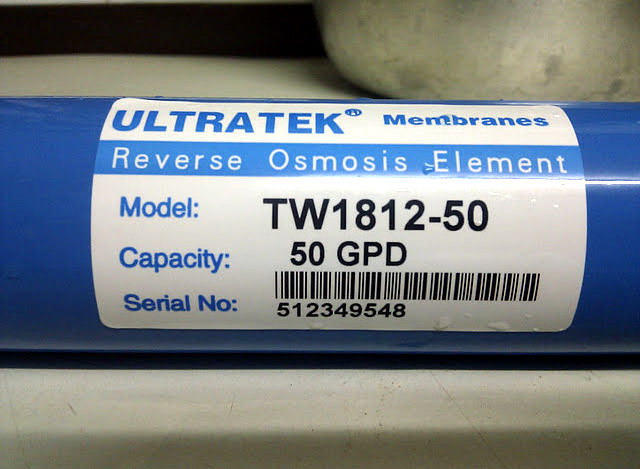 ULTRATEK® Membranes
Reverse Osmosis Element
Model: TW1812-50
Capacity: 50 GPD
Serial No: 512349548